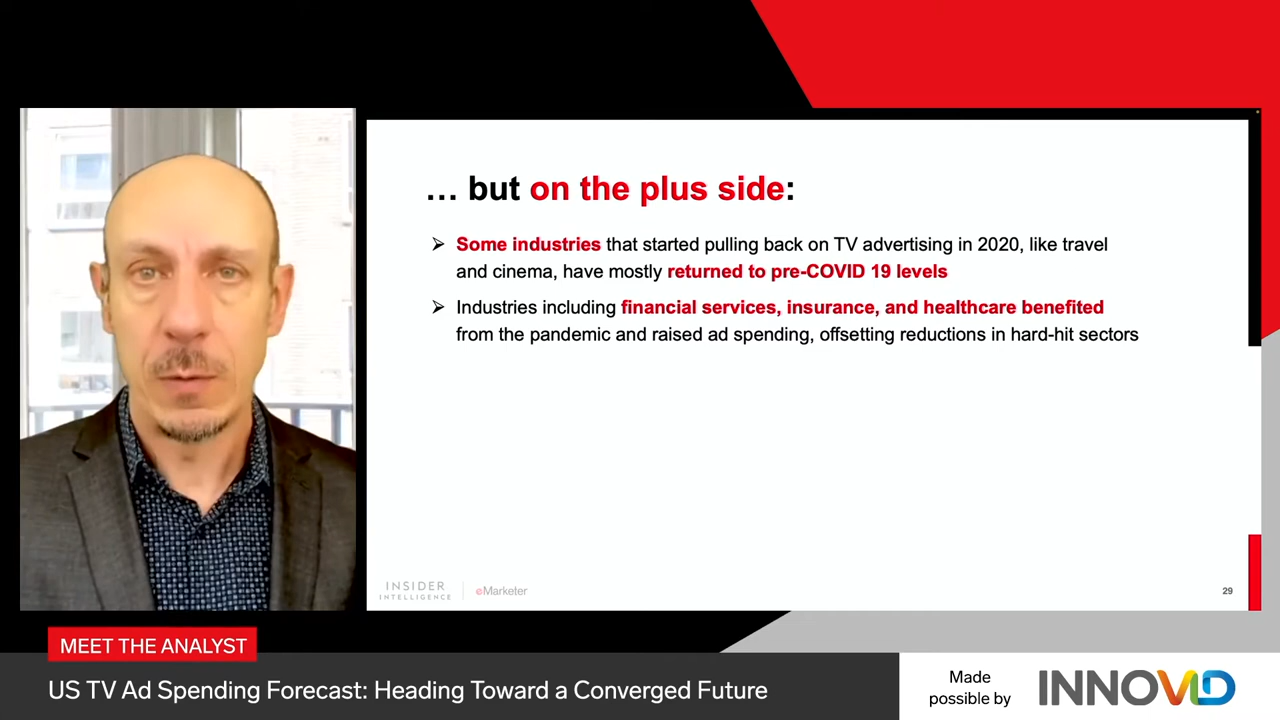 … but on the plus side:
➢ Some industries that started pulling back on TV advertising in 2020, like travel
and cinema, have mostly returned to pre-COVID 19 levels
➢ Industries including financial services, insurance, and healthcare benefited
from the pandemic and raised ad spending, offsetting reductions in hard-hit sectors
INSIDER
INTELLIGENCE
eMarketer
29
MEET THE ANALYST
US TV Ad Spending Forecast: Heading Toward a Converged Future
Made
possible by
INNOVID